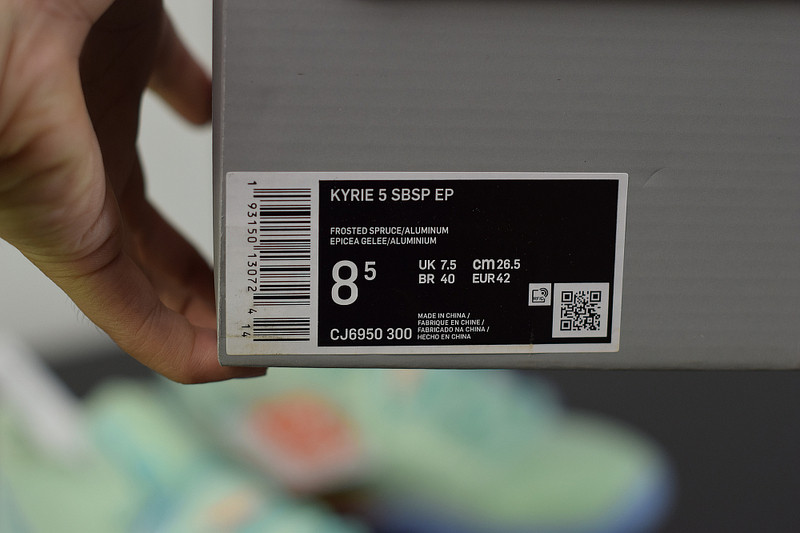 KYRIE 5 SBSP EP
FROSTED SPRUCE/ALUMINUM
EPICEA GELEE/ALUMINIUM
8 5
UK 7.5 cm 26.5
BR 40 EUR 42
CJ6950 300
MADE IN CHINA /
FABRIQUE EN CHINE /
FABRICADO NA CHINA /
HECHO EN CHINA
1 93150 13072 4 14